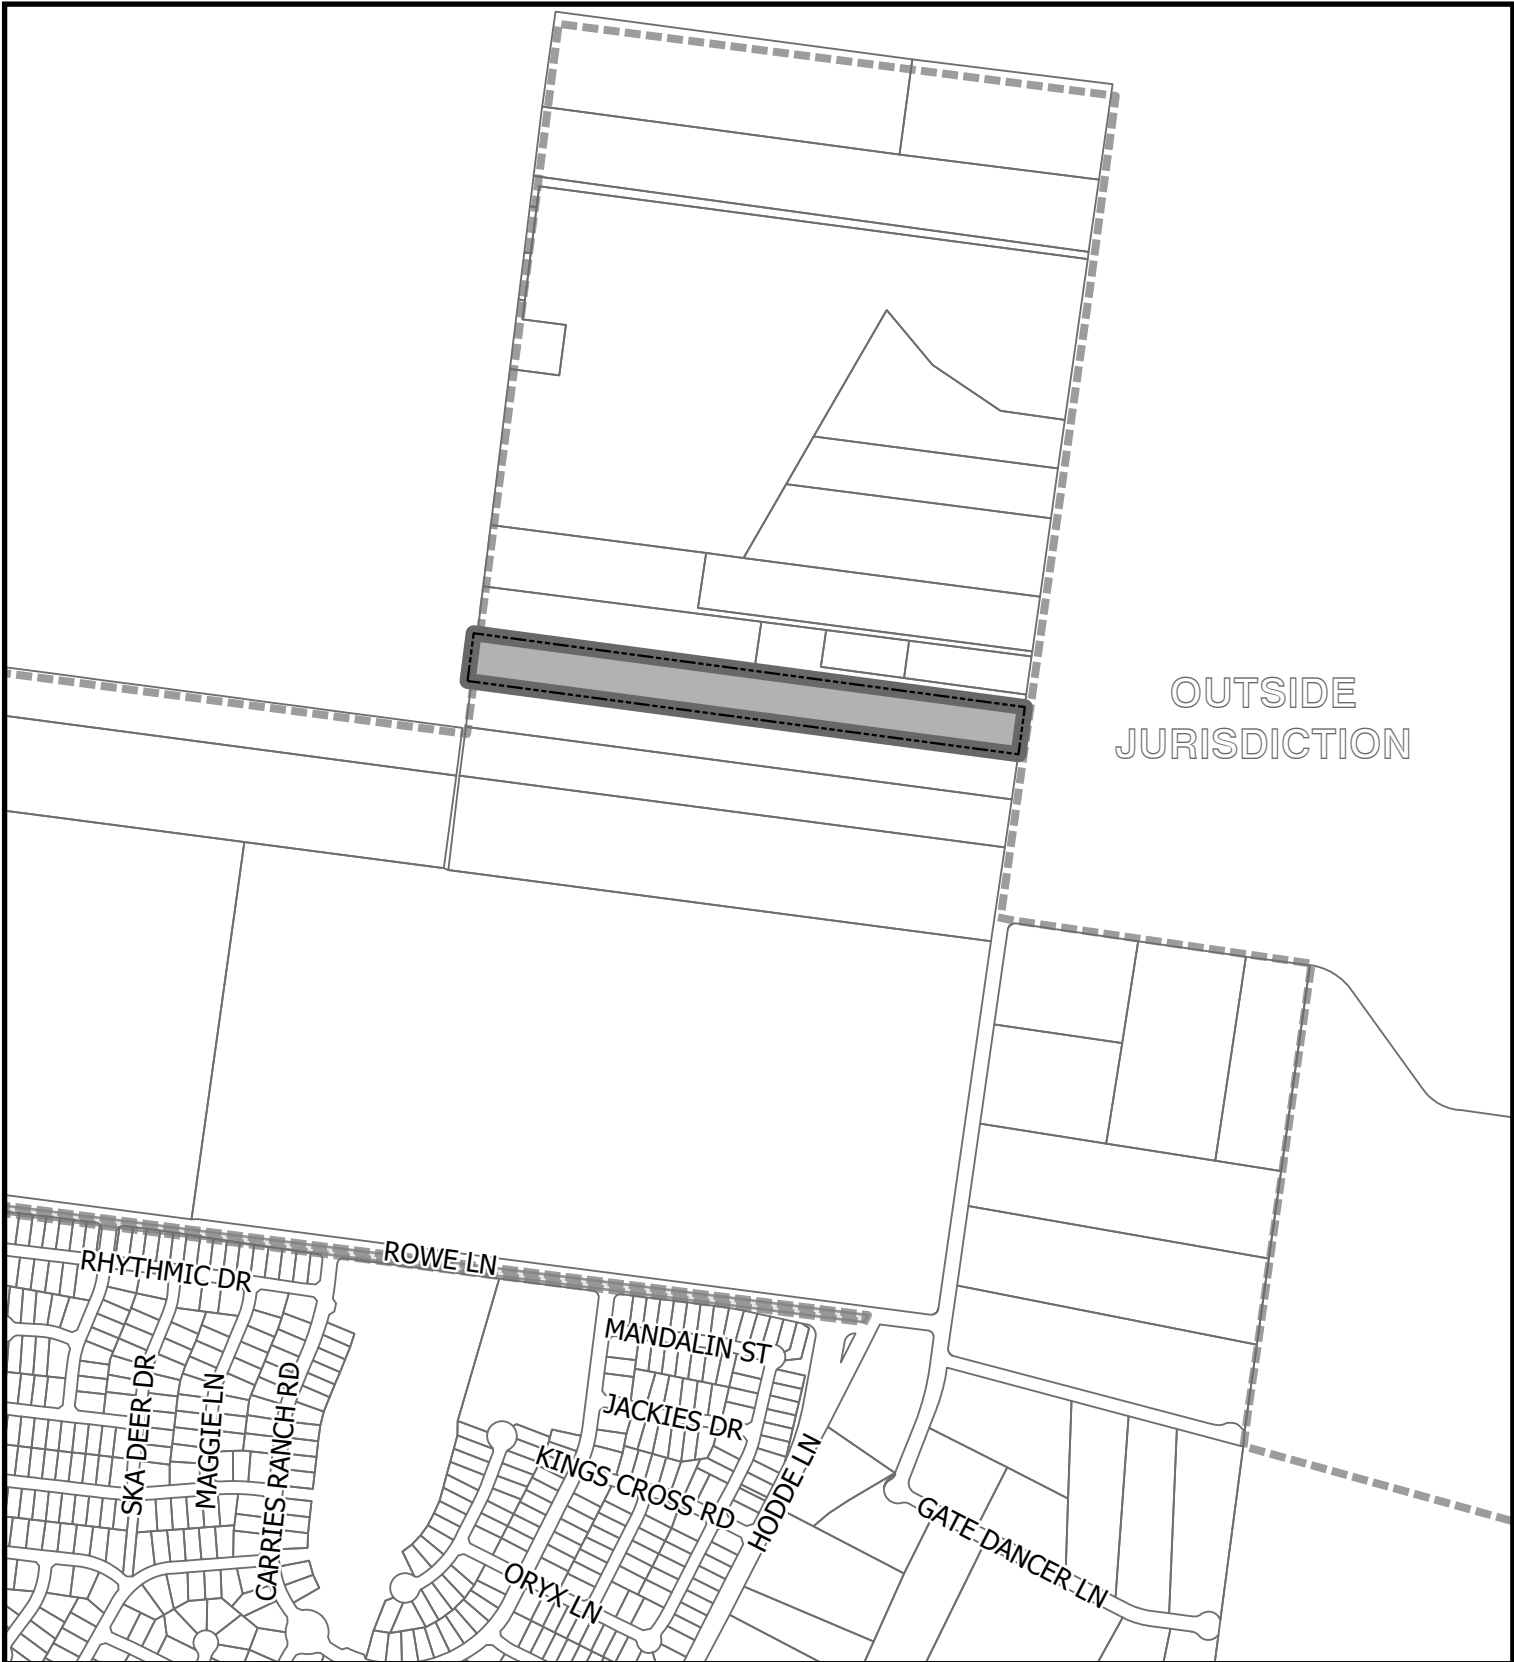 OUTSIDE
JURISDICTION
ROWE LN
RHYTHMIC DR
MANDALIN ST
SKA DEER DR
MAGGIE LN
CARRIES RANCH RD
JACKIES DR
KINGS CROSS RD
HODDE LN
GATE DANCER LN
ORYX LN